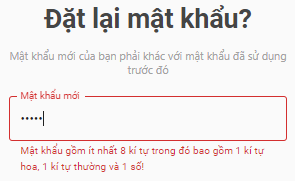 Đặt lại mật khẩu?
Mật khẩu mới của bạn phải khác với mật khẩu đã sử dụng
trước đó
Mật khẩu mới
•••••
Mật khẩu gồm ít nhất 8 kí tự trong đó bao gồm 1 kí tự
hoa, 1 kí tự thường và 1 số!